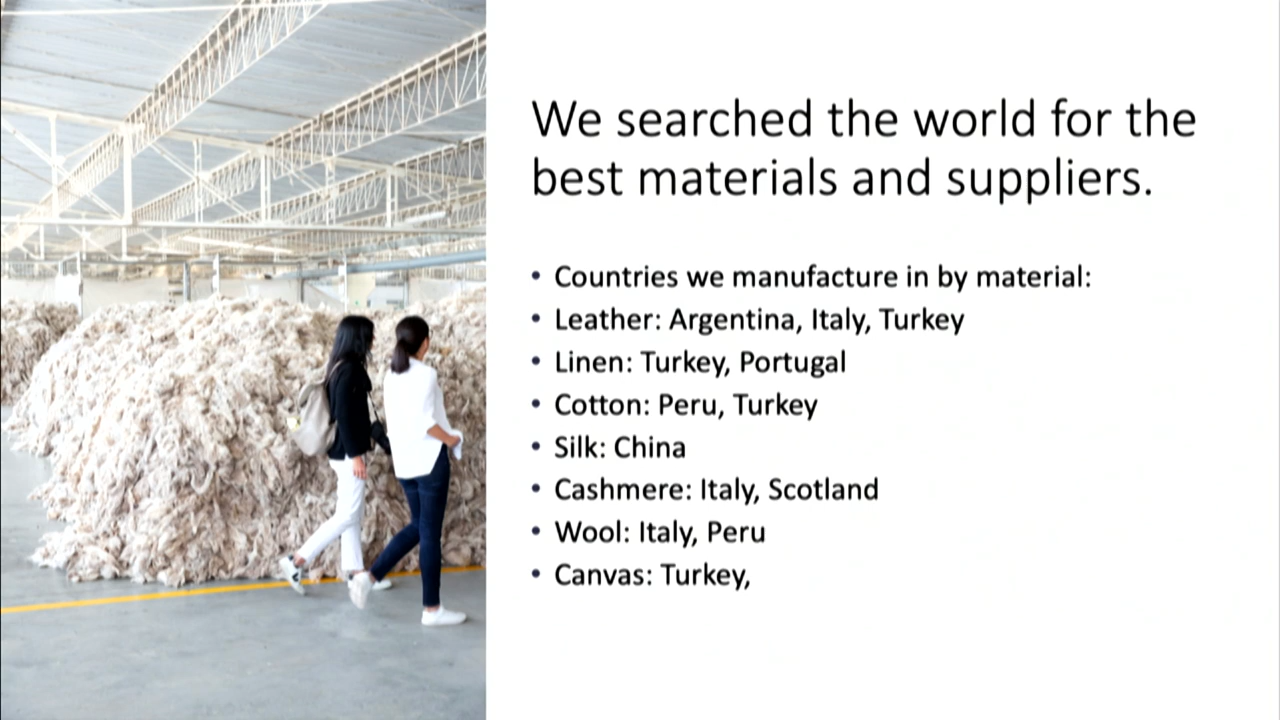 We searched the world for the
best materials and suppliers.
• Countries we manufacture in by material:
• Leather: Argentina, Italy, Turkey
• Linen: Turkey, Portugal
• Cotton: Peru, Turkey
• Silk: China
• Cashmere: Italy, Scotland
• Wool: Italy, Peru
• Canvas: Turkey,